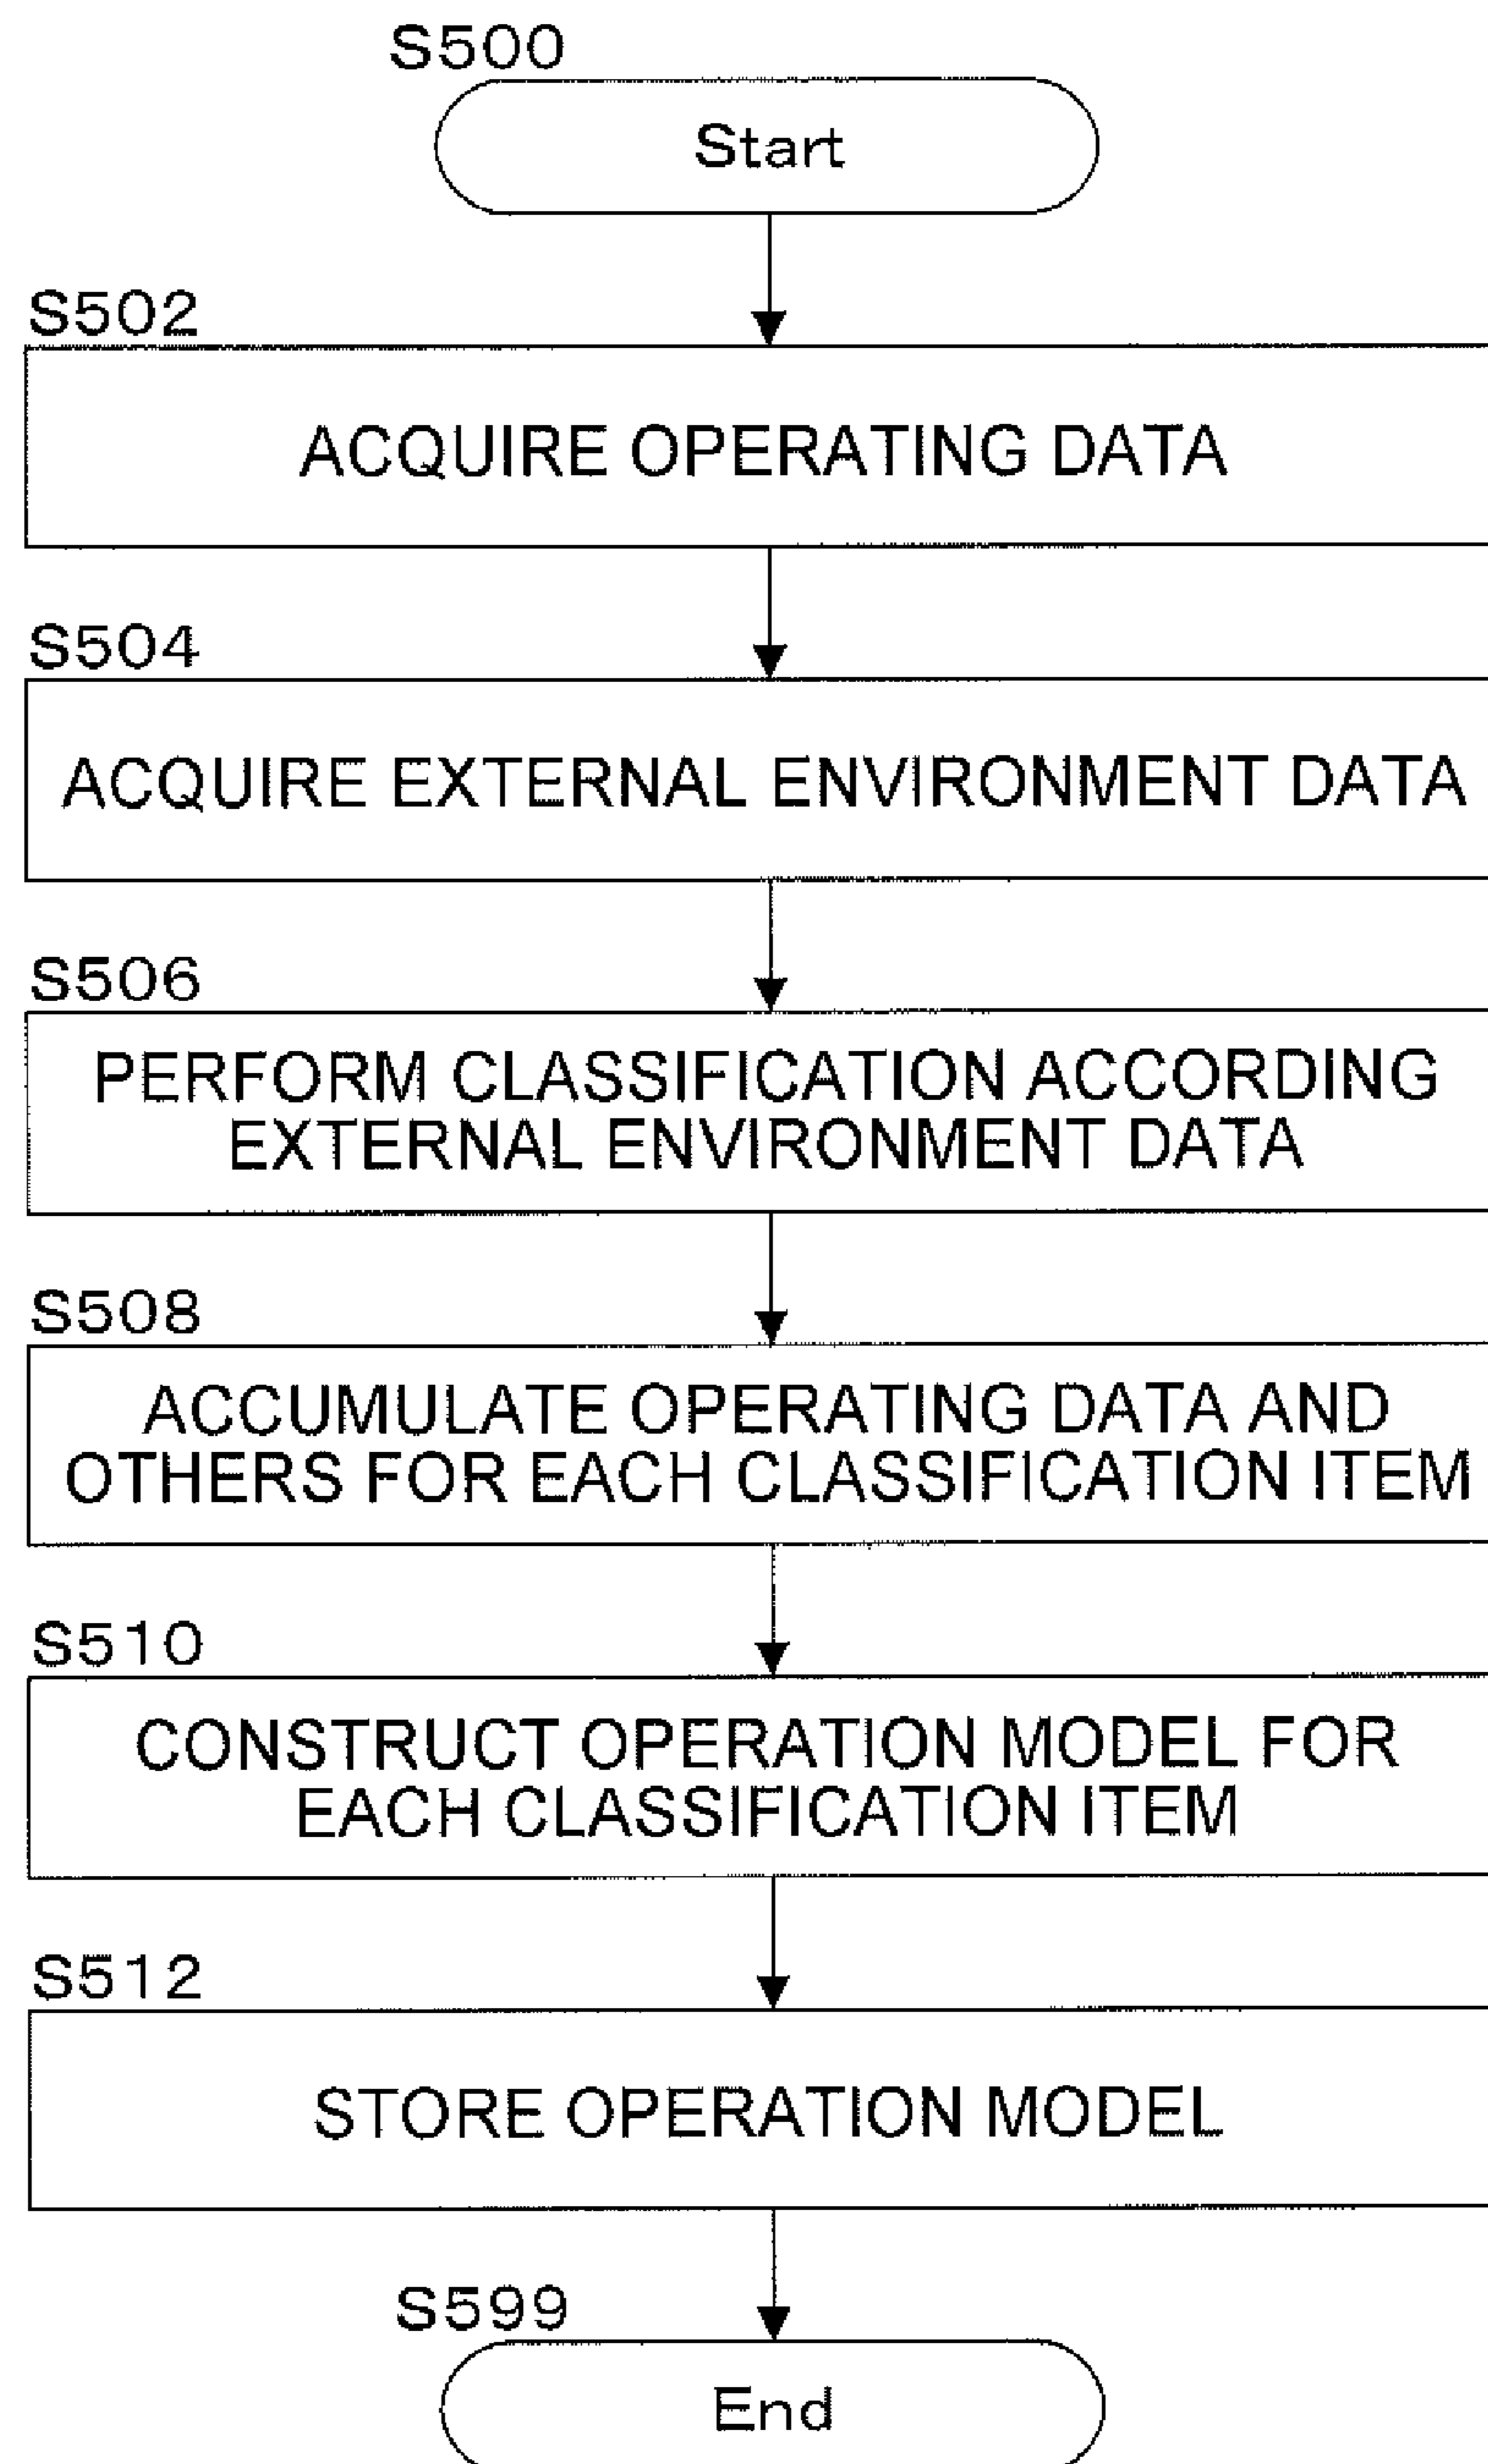 S500
Start
S502
ACQUIRE OPERATING DATA
S504
ACQUIRE EXTERNAL ENVIRONMENT DATA
S506
PERFORM CLASSIFICATION ACCORDING
EXTERNAL ENVIRONMENT DATA
S508
ACCUMULATE OPERATING DATA AND
OTHERS FOR EACH CLASSIFICATION ITEM
S510
CONSTRUCT OPERATION MODEL FOR
EACH CLASSIFICATION ITEM
S512
STORE OPERATION MODEL
S599
End